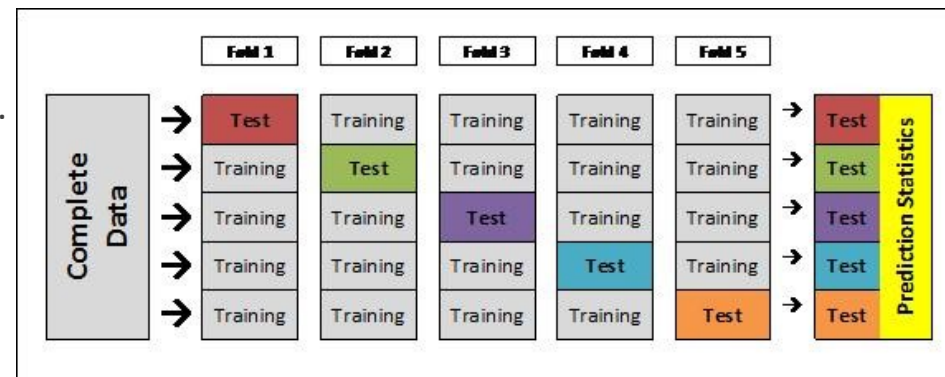 Fold 1 Fold 2 Fold 3 Fold 4 Fold 5
Complete
Data
Test Training Training Training Training Test
Training Test Training Training Training Test
Training Training Test Training Training Test
Training Training Training Test Training Test
Training Training Training Training Test Test
Prediction Statistics